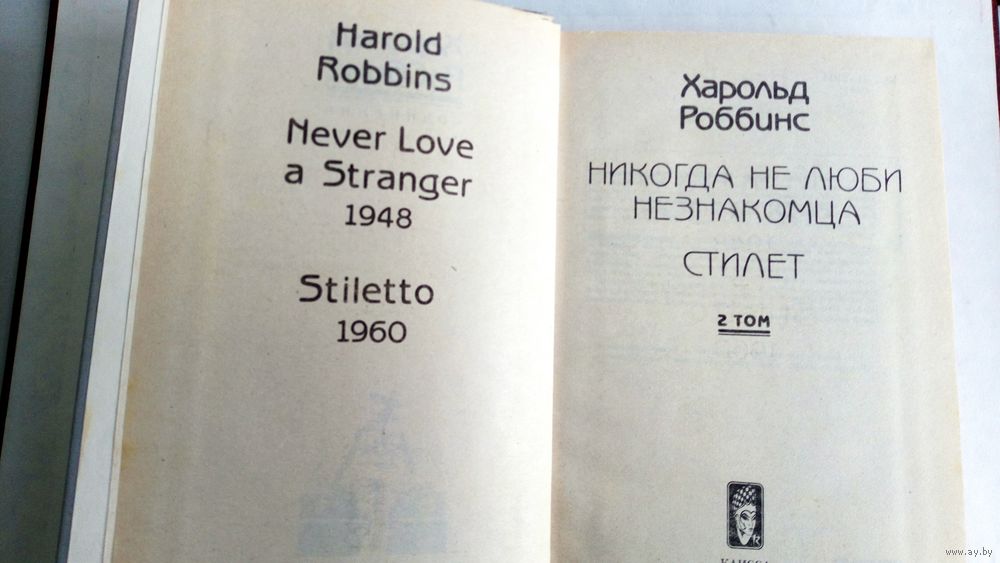 Harold
Robbins
Never Love
a Stranger
1948
Stiletto
1960
Харольд
Роббинс
НИКОГДА НЕ ЛЮБИ
НЕЗНАКОМЦА
СТИЛЕТ
2 ТОМ
www.ay.by